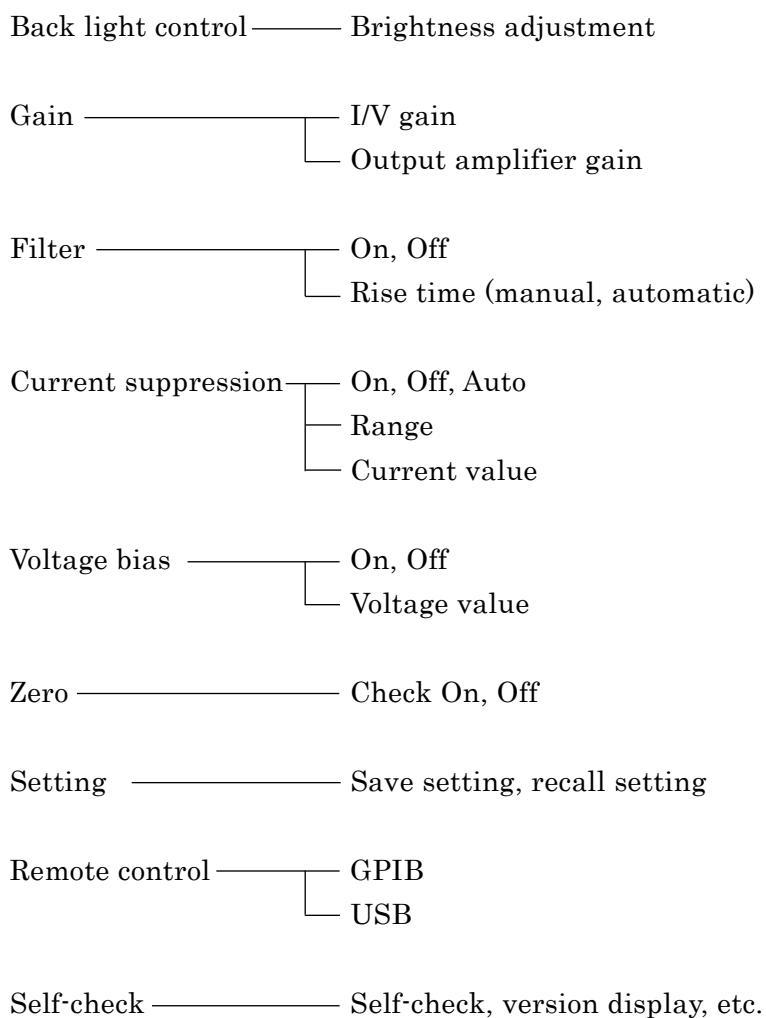 Back light control Brightness adjustment
Gain I/V gain
Output amplifier gain
Filter On, Off
Rise time (manual, automatic)
Current suppression On, Off, Auto
Range
Current value
Voltage bias On, Off
Voltage value
Zero Check On, Off
Setting Save setting, recall setting
Remote control GPIB
USB
Self-check Self-check, version display, etc.